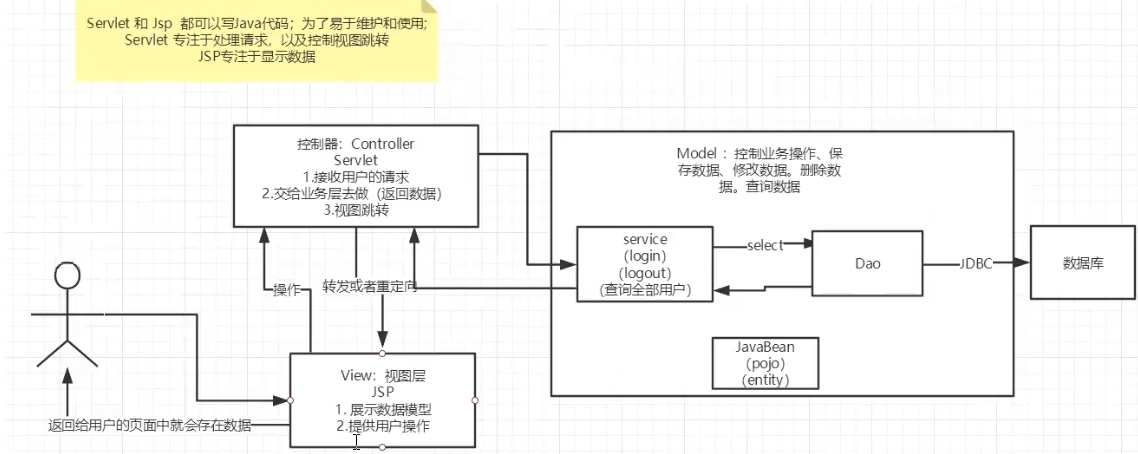 Servlet 和 Jsp 都可以写Java代码；为了易于维护和使用;
Servlet 专注于处理请求，以及控制视图跳转
JSP专注于显示数据
控制器：Controller
Servlet
1.接收用户的请求
2.交给业务层去做（返回数据）
3.视图跳转
Model ：控制业务操作、保
存数据、修改数据。删除数
据。查询数据
service
(login)
(logout)
(查询全部用户)
select
Dao
JDBC
数据库
操作
转发或者重定向
JavaBean
(pojo)
(entity)
View：视图层
JSP
1. 展示数据模型
2.提供用户操作
返回给用户的页面中就会存在数据